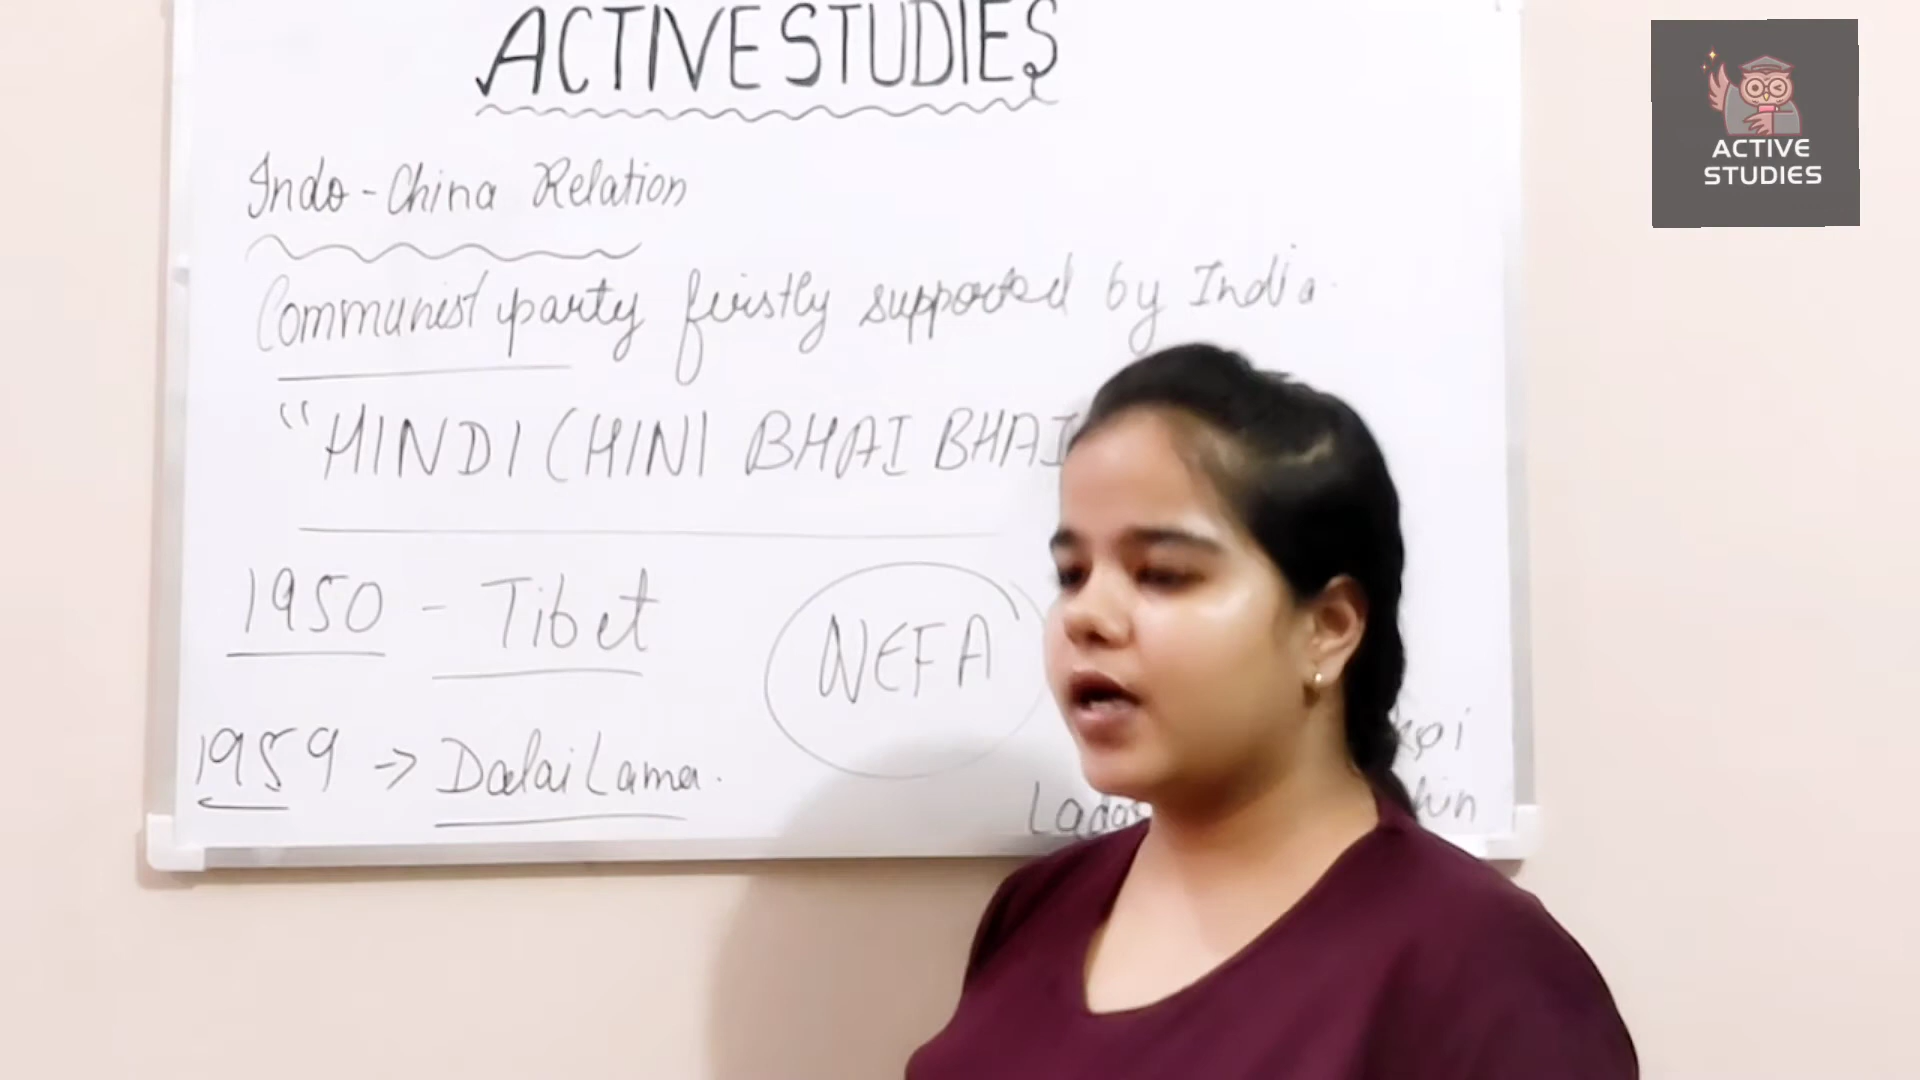 ACTIVE STUDIES
ACTIVE
STUDIES
Indo-China Relation
Communist party firstly supported by India.
"HINDI CHINI BHAI BHAI
1950 - Tibet
NEFA
1959 → Dalai Lama.